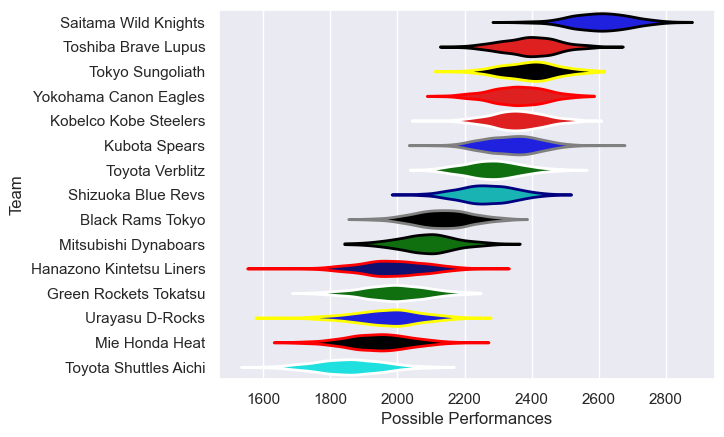 Team
Saitama Wild Knights
Toshiba Brave Lupus
Tokyo Sungoliath
Yokohama Canon Eagles
Kobelco Kobe Steelers
Kubota Spears
Toyota Verblitz
Shizuoka Blue Revs
Black Rams Tokyo
Mitsubishi Dynaboars
Hanazono Kintetsu Liners
Green Rockets Tokatsu
Urayasu D-Rocks
Mie Honda Heat
Toyota Shuttles Aichi
1600 1800 2000 2200 2400 2600 2800
Possible Performances